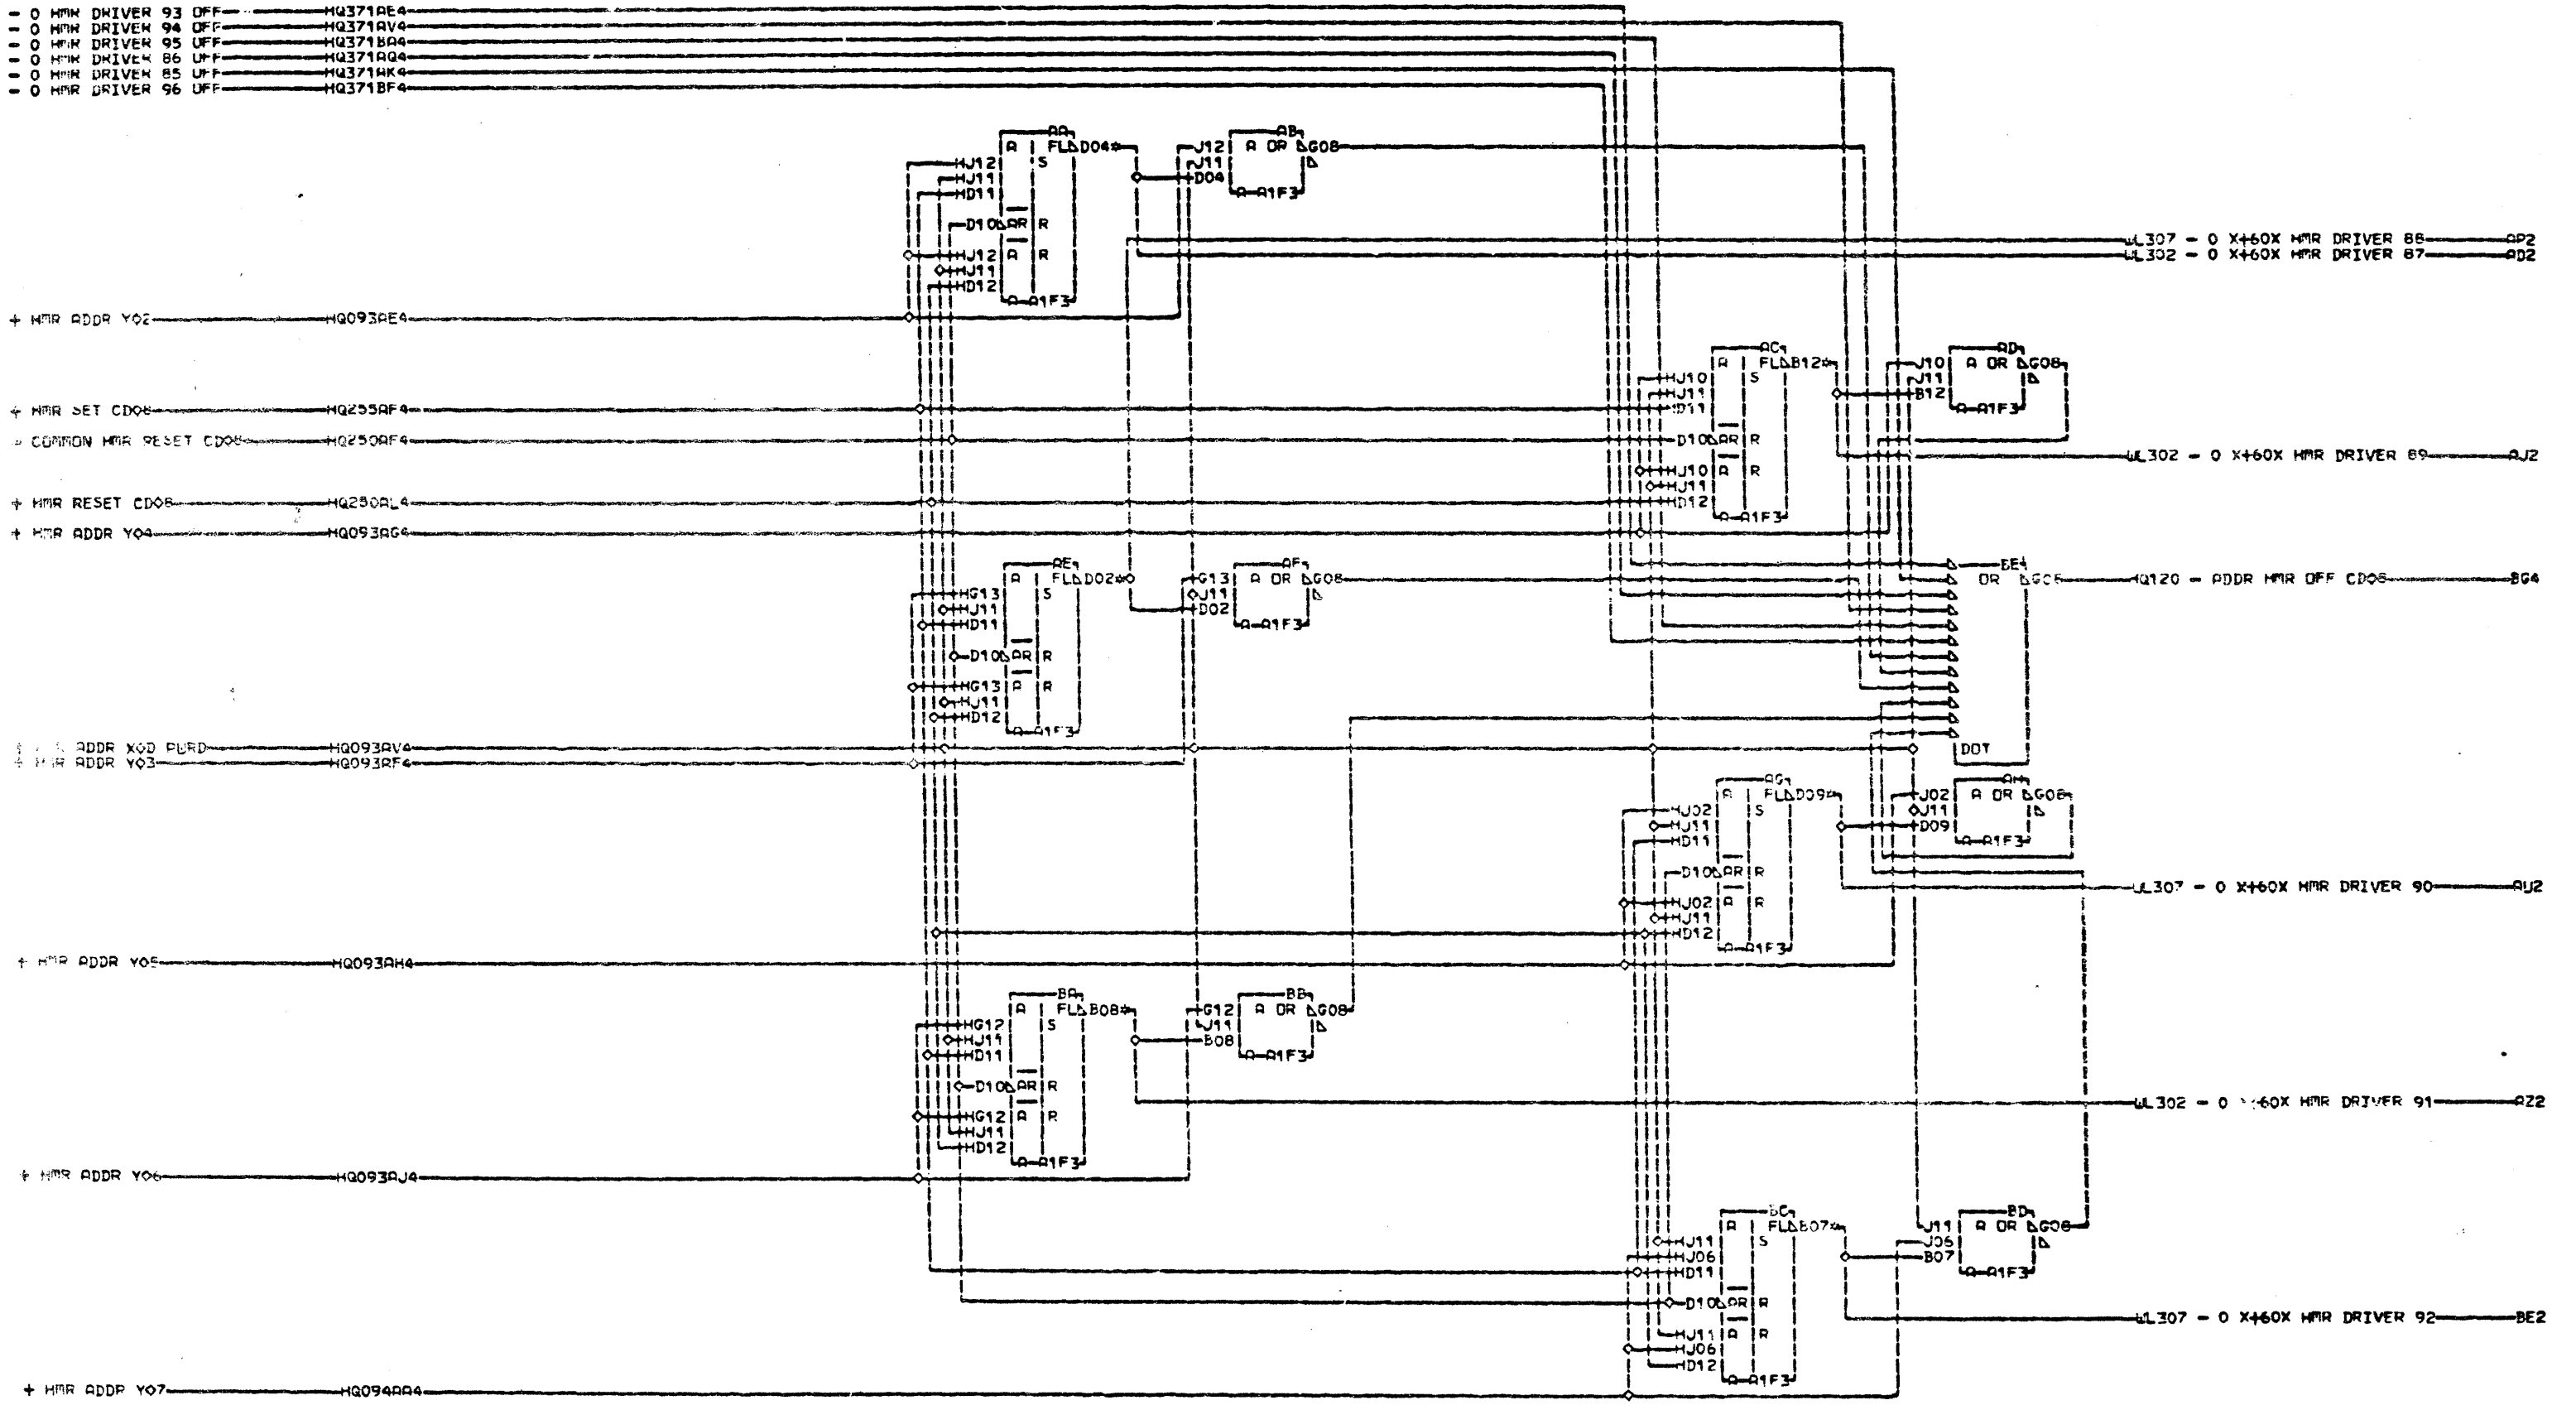 - 0 HMR DRIVER 93 OFF HQ371AE4
- 0 HMR DRIVER 94 OFF HQ371AV4
- 0 HMR DRIVER 95 OFF HQ371BA4
- 0 HMR DRIVER 86 OFF HQ371AQ4
- 0 HMR DRIVER 85 OFF HQ371AK4
- 0 HMR DRIVER 96 OFF HQ371BF4
AA AB
A FL D04* J12 A OR G08
HJ12 S J11
HJ11 D04
HD11 A-A1F3
D10 AR R
WL307 - 0 X+60X HMR DRIVER 88 AP2
HJ12 A R WL302 - 0 X+60X HMR DRIVER 87 AD2
HJ11
HD12
A-A1F3
+ HMR ADDR Y02 HQ093AE4
AC AD
A FL B12* J10 A OR G08
HJ10 S J11
HJ11 B12
+ HMR SET CD08 HQ255AF4 HD11 A-A1F3
COMMON HMR RESET CD08 HQ250AF4 D10 AR R
WL302 - 0 X+60X HMR DRIVER 89 AJ2
HJ10 A R
HJ11
+ HMR RESET CD08 HQ250AL4 HD12
A-A1F3
+ HMR ADDR Y04 HQ093AG4
AE AF BE
A FL D02* G13 A OR G08 OR G06 HQ120 - ADDR HMR OFF CD08 BG4
HG13 S J11
HJ11 D02
HD11 A-A1F3
D10 AR R
HG13 A R
HJ11
HD12
A-A1F3
ADDR X0D PWRD HQ093AV4 DOT
+ HMR ADDR Y03 HQ093AF4
AG AH
A FL D09* J02 A OR G08
HJ02 S J11
HJ11 D09
HD11 A-A1F3
D10 AR R
WL307 - 0 X+60X HMR DRIVER 90 AU2
HJ02 A R
HJ11
HD12
A-A1F3
+ HMR ADDR Y05 HQ093AH4
BA BB
A FL B08* G12 A OR G08
HG12 S J11
HJ11 B08
HD11 A-A1F3
D10 AR R
WL302 - 0 X+60X HMR DRIVER 91 AZ2
HG12 A R
HJ11
HD12
A-A1F3
+ HMR ADDR Y06 HQ093AJ4
BC BD
A FL B07* J11 A OR G08
HJ11 S J06
HJ06 B07
HD11 A-A1F3
D10 AR R
WL307 - 0 X+60X HMR DRIVER 92 BE2
HJ11 A R
HJ06
HD12
A-A1F3
+ HMR ADDR Y07 HQ094AA4